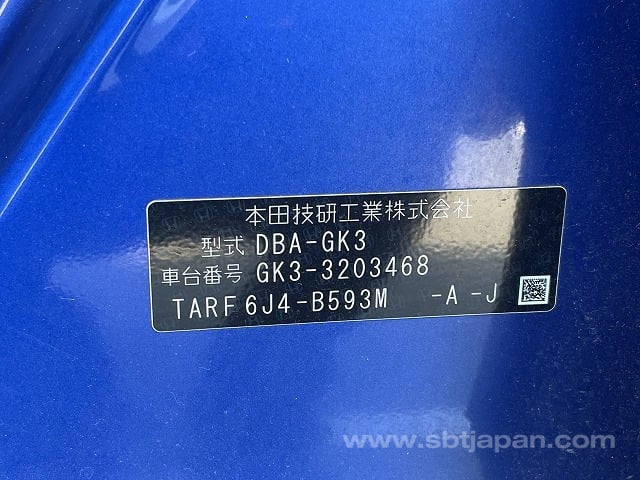 本田技研工業株式会社
型式 DBA-GK3
車台番号 GK3-3203468
TARF 6J4-B593M -A -J
www.sbtjapan.com